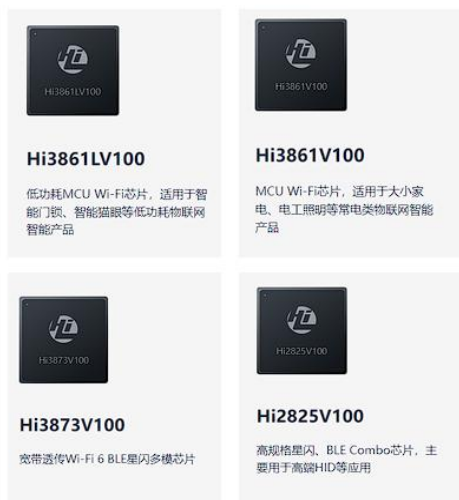 Hi
Hi3861LV100
Hi3861LV100
低功耗MCU Wi-Fi芯片，适用于智
能门锁、智能猫眼等低功耗物联网
智能产品
Hi
Hi3861V100
Hi3861V100
MCU Wi-Fi芯片，适用于大小家
电、电工照明等常电类物联网智能
产品
Hi
Hi3873V100
Hi3873V100
宽带透传Wi-Fi 6 BLE星闪多模芯片
Hi
Hi2825V100
Hi2825V100
高规格星闪、BLE Combo芯片，主
要用于高端HID等应用